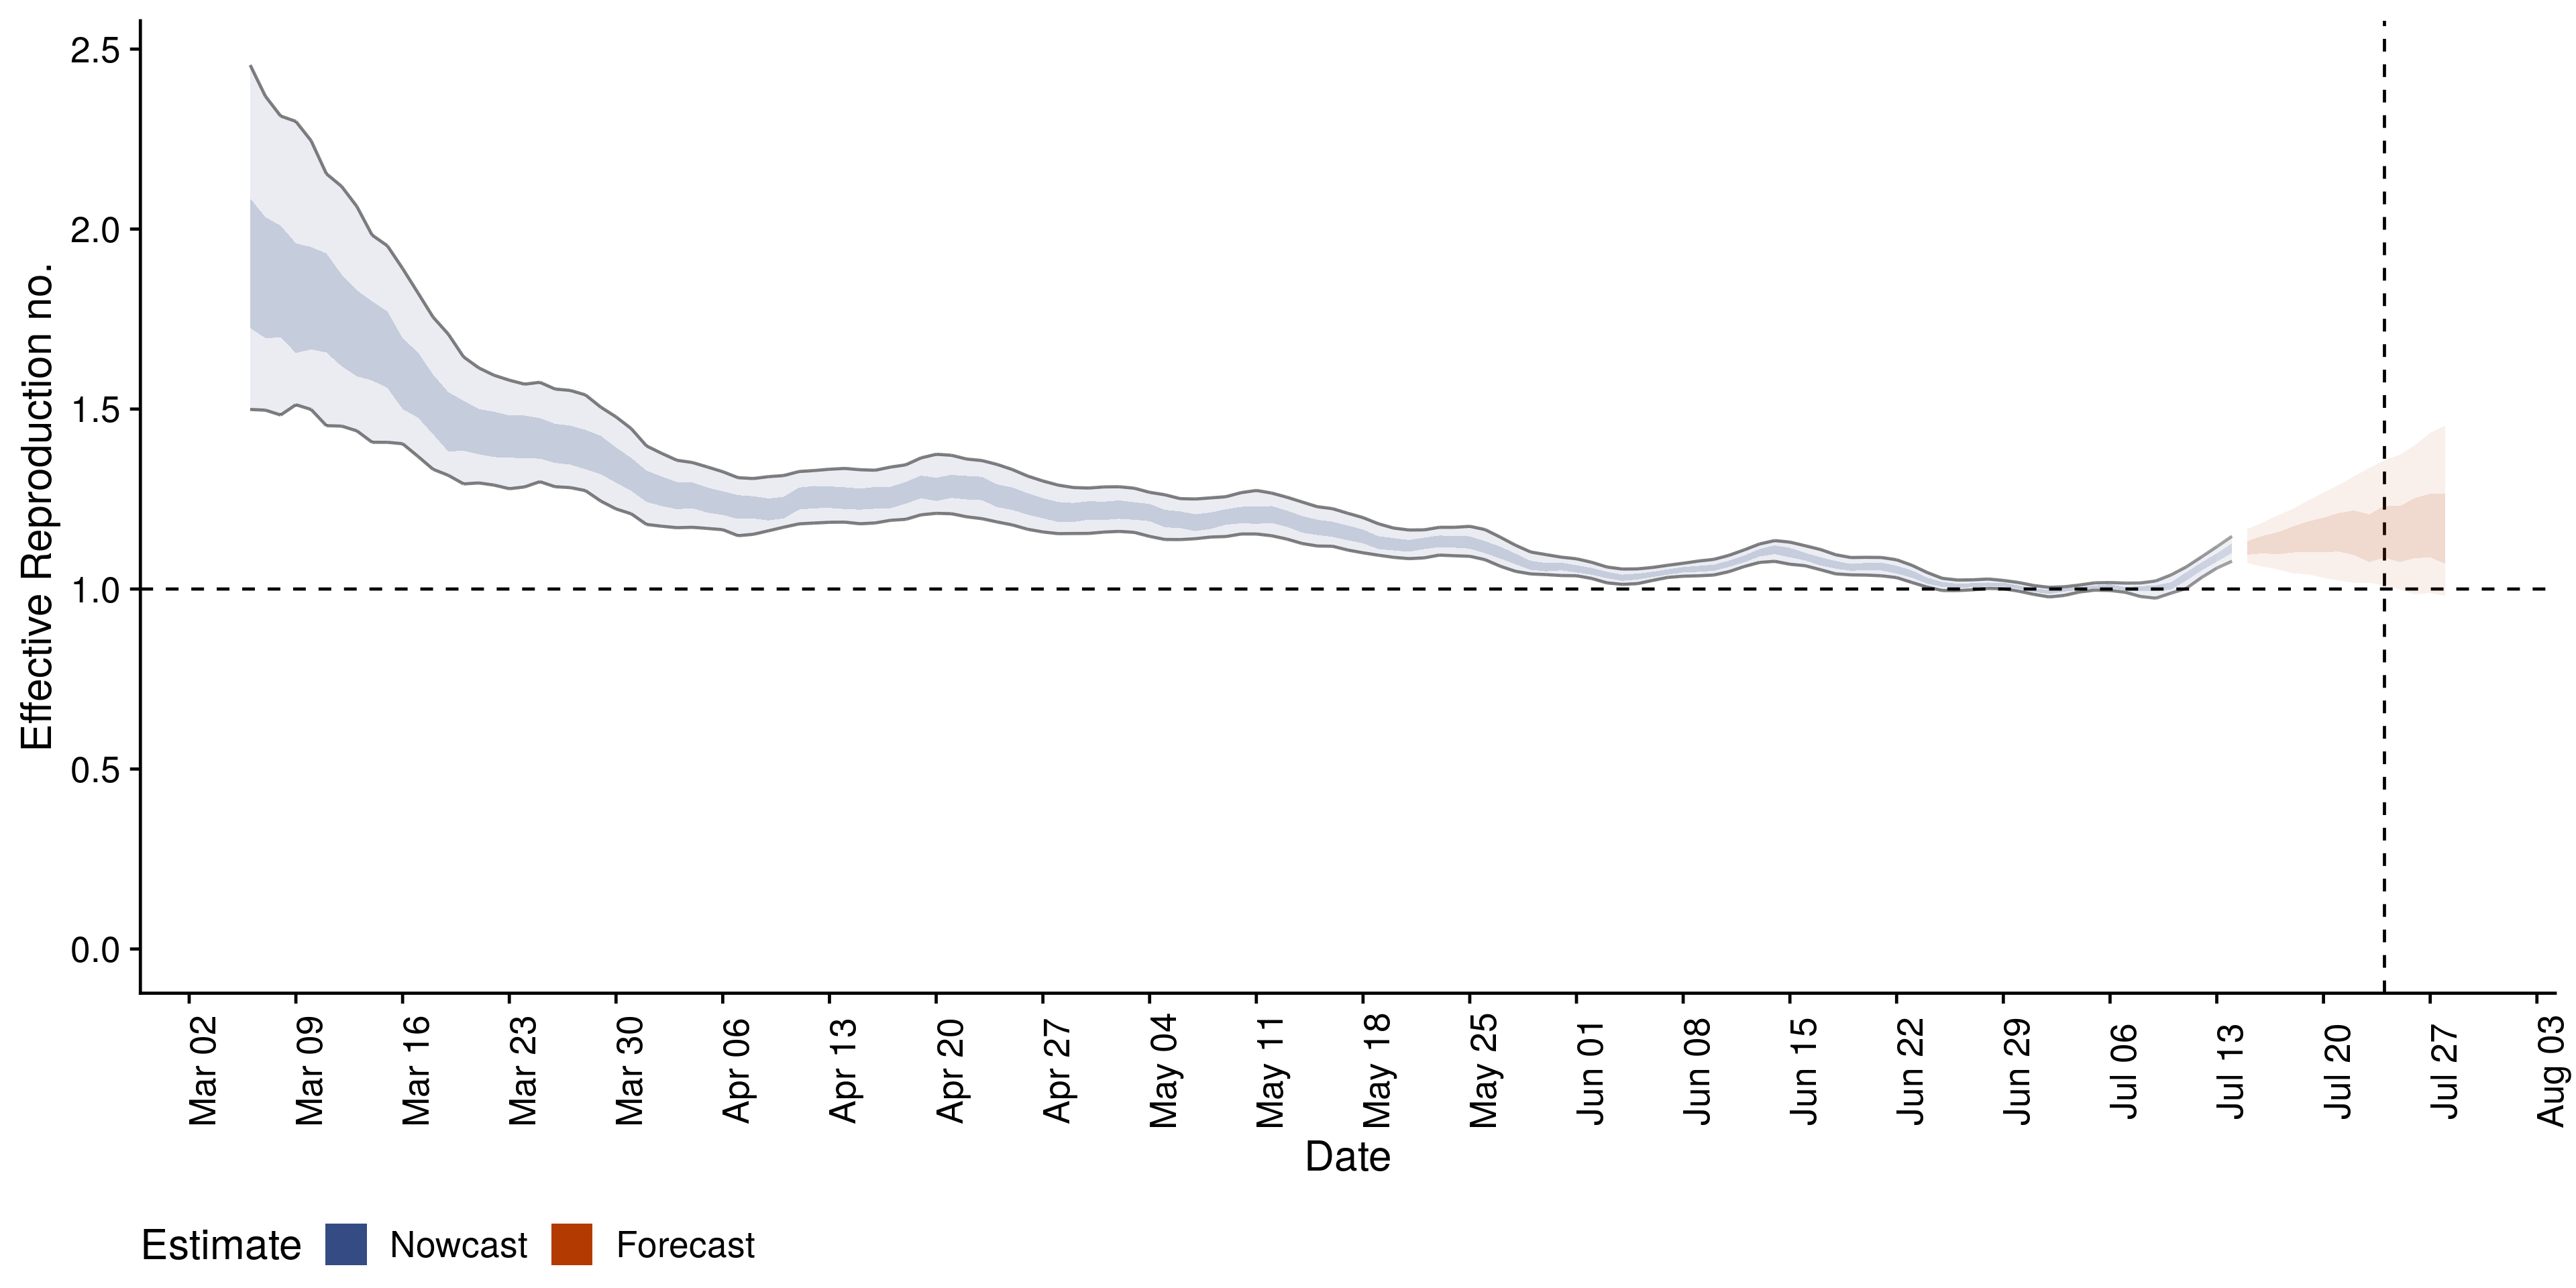 Effective Reproduction no.
2.5
2.0
1.5
1.0
0.5
0.0
Mar 02
Mar 09
Mar 16
Mar 23
Mar 30
Apr 06
Apr 13
Apr 20
Apr 27
May 04
May 11
May 18
May 25
Jun 01
Jun 08
Jun 15
Jun 22
Jun 29
Jul 06
Jul 13
Jul 20
Jul 27
Aug 03
Date
Estimate Nowcast Forecast